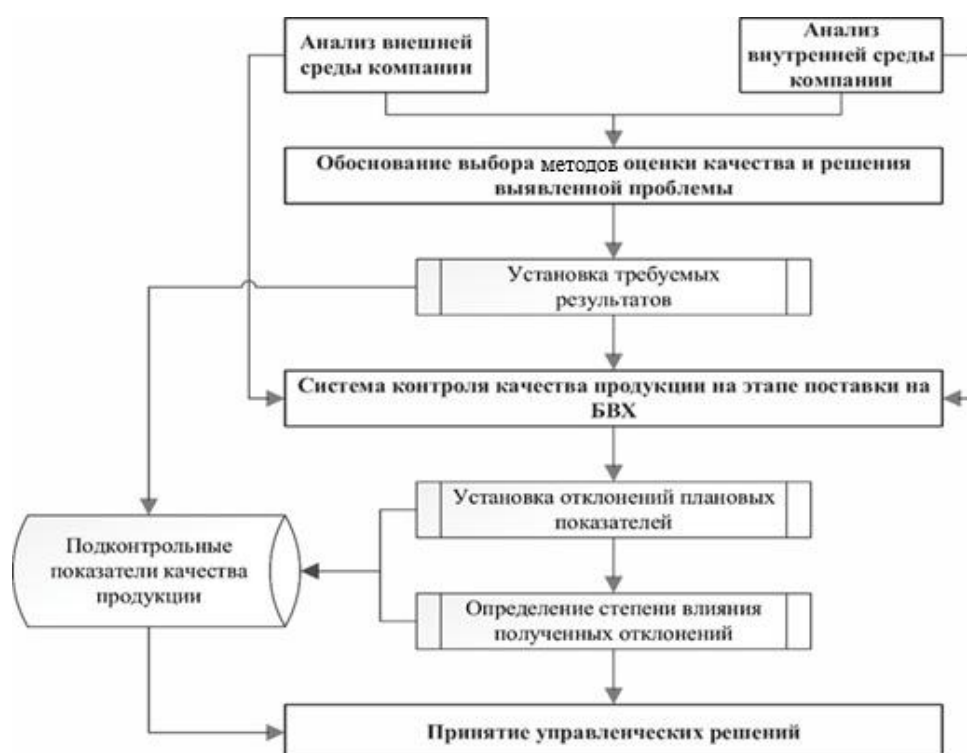 Анализ внешней
среды компании
Анализ
внутренней среды
компании
Обоснование выбора методов оценки качества и решения
выявленной проблемы
Установка требуемых
результатов
Система контроля качества продукции на этапе поставки на
БВХ
Установка отклонений плановых
показателей
Подконтрольные
показатели качества
продукции
Определение степени влияния
полученных отклонений
Принятие управленческих решений